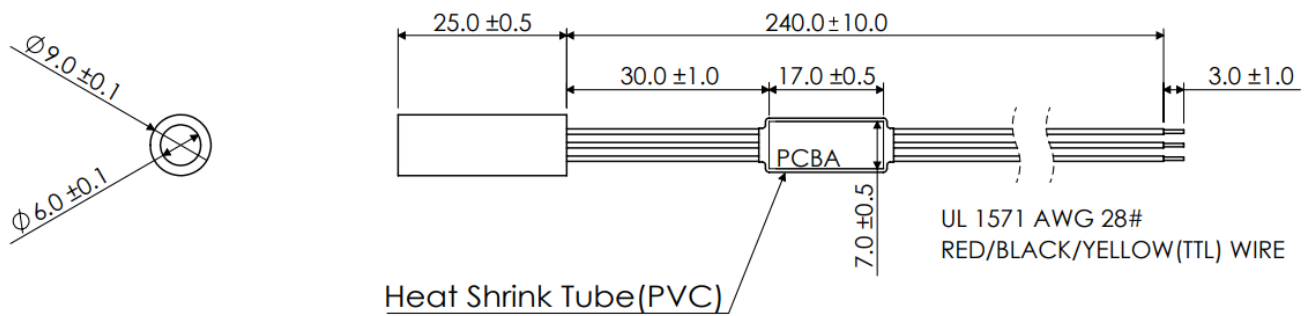 25.0 ±0.5
240.0±10.0
Ø9.0 ±0.1
30.0 ±1.0
17.0 ±0.5
3.0 ±1.0
PCBA
Ø6.0 ±0.1
7.0 ±0.5
UL 1571 AWG 28#
RED/BLACK/YELLOW(TTL) WIRE
Heat Shrink Tube(PVC)